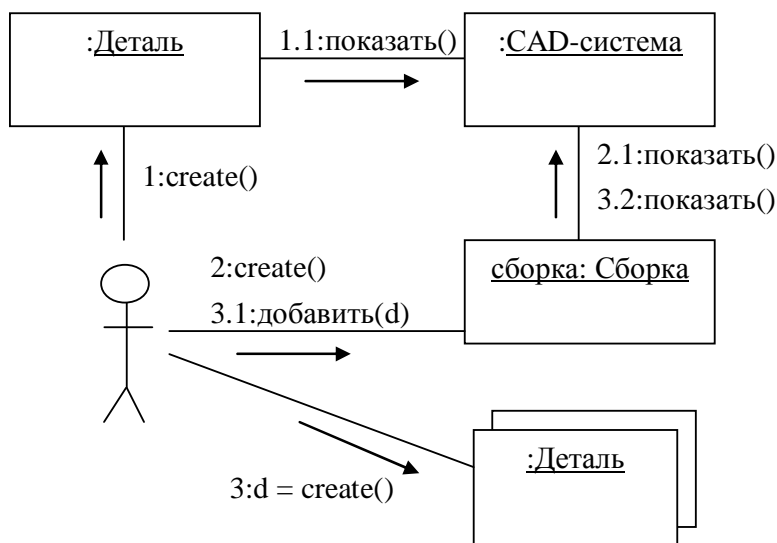 :Деталь
1.1:показать()
:CAD-система
1:create()
2.1:показать()
3.2:показать()
2:create()
3.1:добавить(d)
сборка: Сборка
3:d = create()
:Деталь